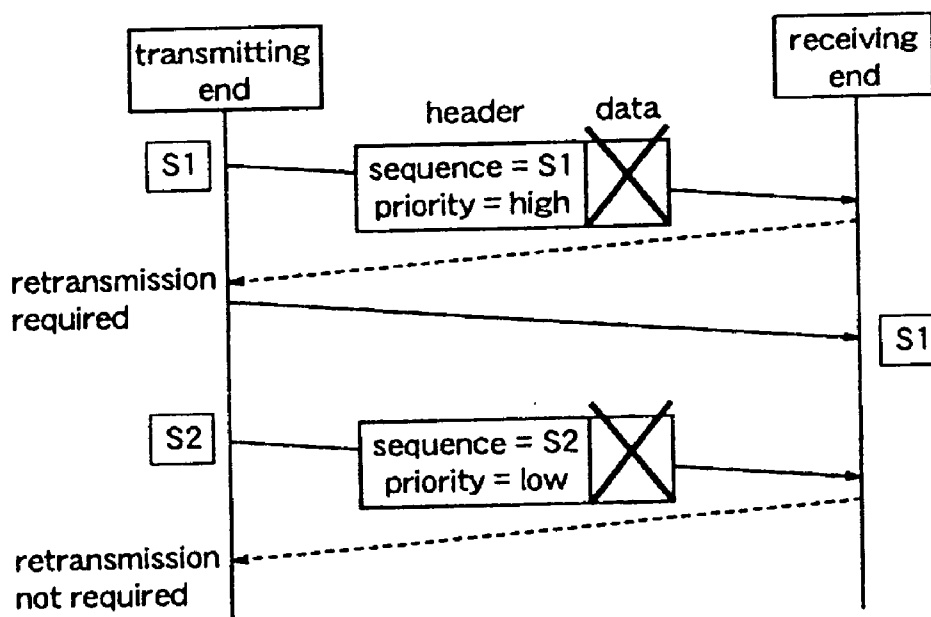 transmitting
end
receiving
end
header
data
S1
sequence = S1
priority = high
retransmission
required
S1
S2
sequence = S2
priority = low
retransmission
not required